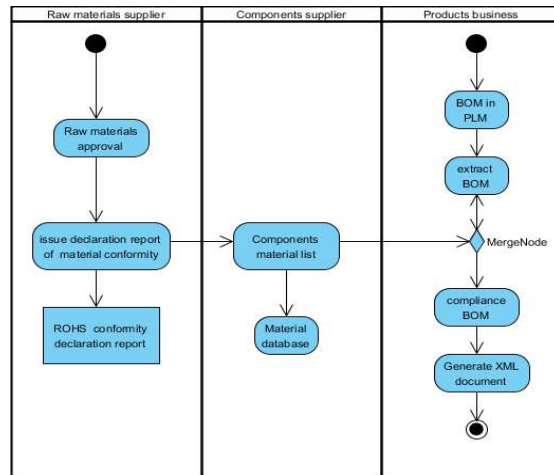 Raw materials supplier
Components supplier
Products business
Raw materials
approval
issue declaration report
of material conformity
ROHS conformity
declaration report
Components
material list
Material
database
BOM in
PLM
extract
BOM
MergeNode
compliance
BOM
Generate XML
document